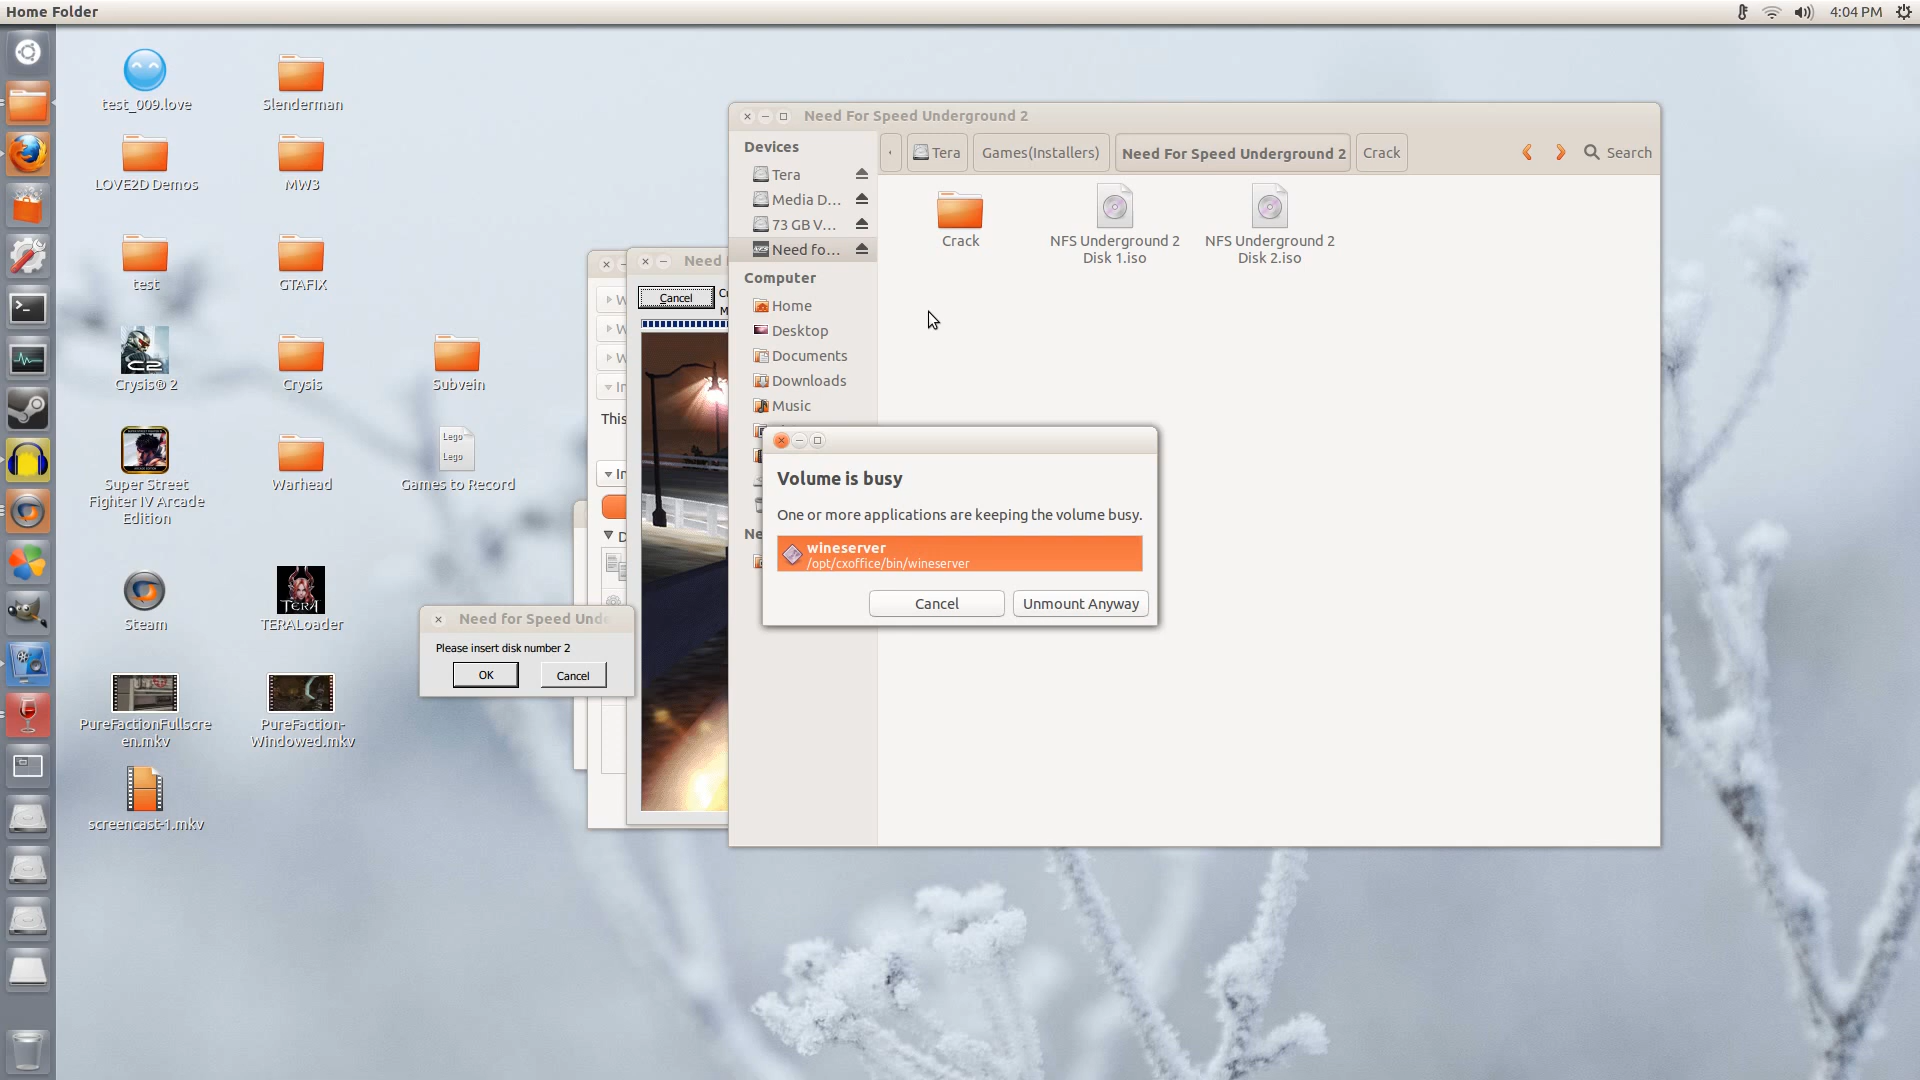 Home Folder
4:04 PM
test_009.love
Slenderman
LOVE2D Demos
MW3
test
GTAFIX
Crysis® 2
Crysis
Subvein
Lego
Lego
Super Street
Fighter IV Arcade
Edition
Warhead
Games to Record
Steam
TERA
TERALoader
PureFactionFullscre
en.mkv
PureFaction-
Windowed.mkv
screencast-1.mkv
Need For Speed Underground 2
Devices
Tera
Media D...
73 GB V...
Need fo...
Computer
Home
Desktop
Documents
Downloads
Music
Ne
Tera
Games(Installers)
Need For Speed Underground 2
Crack
Search
Crack
NFS Underground 2
Disk 1.iso
NFS Underground 2
Disk 2.iso
Need
Cancel
This
Volume is busy
One or more applications are keeping the volume busy.
wineserver
/opt/cxoffice/bin/wineserver
Cancel
Unmount Anyway
Need for Speed Unde
Please insert disk number 2
OK
Cancel